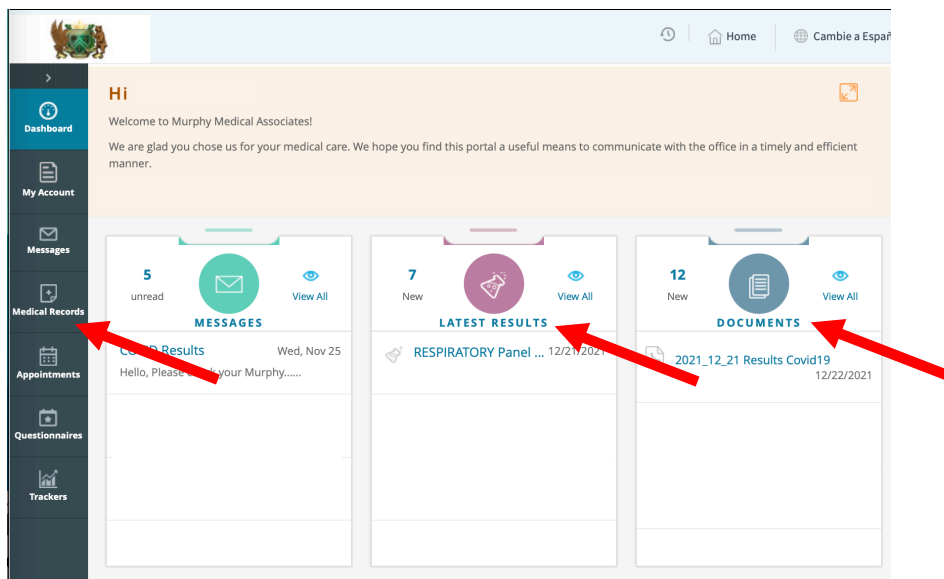 Home
Cambie a Españ
Hi
Welcome to Murphy Medical Associates!
We are glad you chose us for your medical care. We hope you find this portal a useful means to communicate with the office in a timely and efficient
manner.
Dashboard
My Account
Messages
Medical Records
Appointments
Questionnaires
Trackers
5
unread
View All
MESSAGES
Results
Wed, Nov 25
Hello, Please your Murphy......
7
New
View All
LATEST RESULTS
RESPIRATORY Panel ...
12/21/2021
12
New
View All
DOCUMENTS
2021_12_21 Results Covid19
12/22/2021